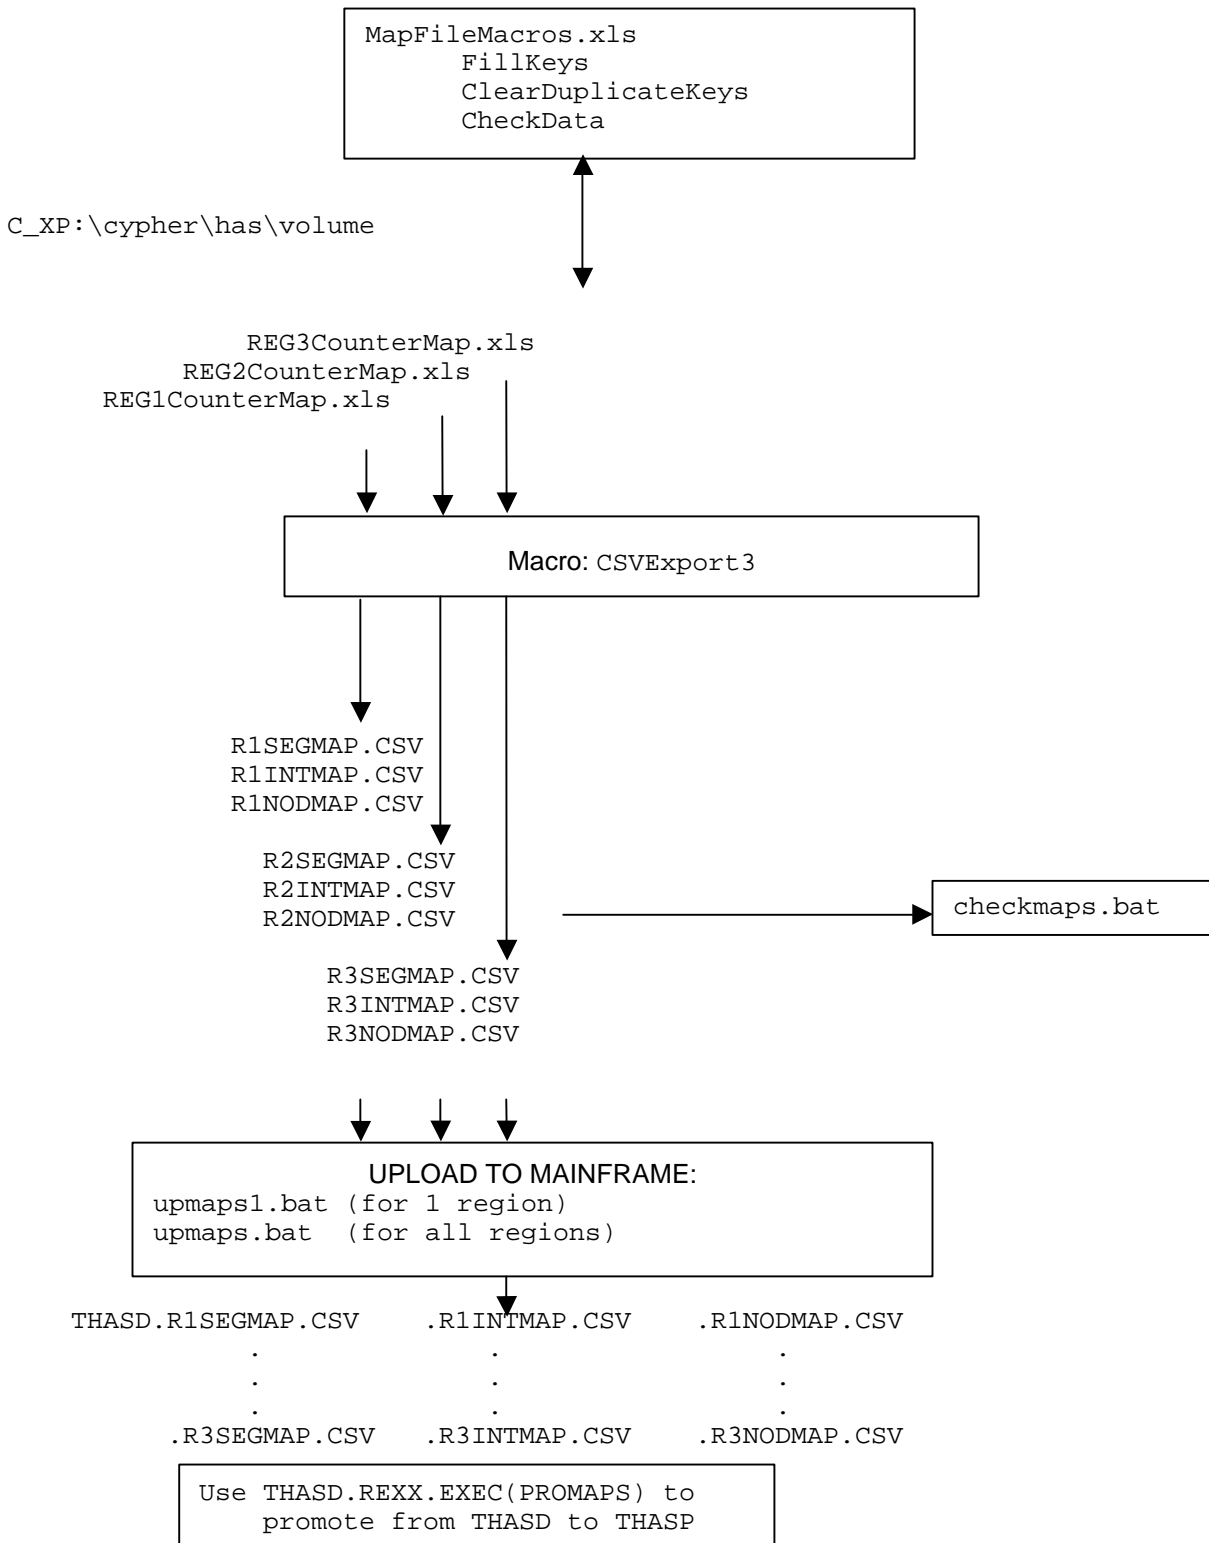 MapFileMacros.xls
FillKeys
ClearDuplicateKeys
CheckData
C_XP:\cypher\has\volume
REG3CounterMap.xls
REG2CounterMap.xls
REG1CounterMap.xls
Macro: CSVExport3
R1SEGMAP.CSV
R1INTMAP.CSV
R1NODMAP.CSV
R2SEGMAP.CSV
R2INTMAP.CSV
R2NODMAP.CSV
checkmaps.bat
R3SEGMAP.CSV
R3INTMAP.CSV
R3NODMAP.CSV
UPLOAD TO MAINFRAME:
upmaps1.bat (for 1 region)
upmaps.bat (for all regions)
THASD.R1SEGMAP.CSV .R1INTMAP.CSV .R1NODMAP.CSV
. . .
. . .
. . .
.R3SEGMAP.CSV .R3INTMAP.CSV .R3NODMAP.CSV
Use THASD.REXX.EXEC(PROMAPS) to
promote from THASD to THASP